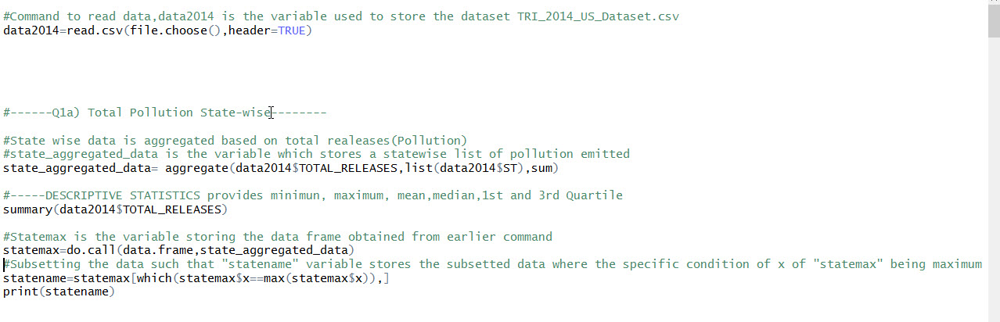 #Command to read data,data2014 is the variable used to store the dataset TRI_2014_US_Dataset.csv
data2014=read.csv(file.choose(),header=TRUE)
#------Q1a) Total Pollution State-wise--------
#State wise data is aggregated based on total realeases(Pollution)
#state_aggregated_data is the variable which stores a statewise list of pollution emitted
state_aggregated_data= aggregate(data2014$TOTAL_RELEASES,list(data2014$ST),sum)
#-----DESCRIPTIVE STATISTICS provides minimun, maximum, mean,median,1st and 3rd Quartile
summary(data2014$TOTAL_RELEASES)
#Statemax is the variable storing the data frame obtained from earlier command
statemax=do.call(data.frame,state_aggregated_data)
#Subsetting the data such that "statename" variable stores the subsetted data where the specific condition of x of "statemax" being maximum
statename=statemax[which(statemax$x==max(statemax$x)),]
print(statename)